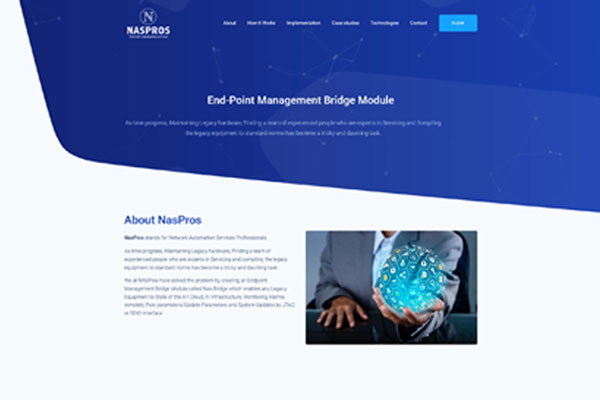 NASPROS
About How It Works Implementation Case studies Technologies Contact
End-Point Management Bridge Module
As time progress, Maintaining Legacy hardware, Finding a team of experienced people who are experts in Servicing and Compiling
the legacy equipment to standard norms has become a tricky and daunting task.
About NasPros
NasPros stands for Network Automation Services Professionals.
As time progress, Maintaining Legacy hardware, Finding a team of
experienced people who are experts in Servicing and compiling the legacy
equipment to standard norms has become a tricky and daunting task.
We at NASPros have solved this problem by creating an Endpoint
Management Bridge Module called Nas-Bridge which enables any Legacy
Equipment to State of the Art Cloud, AI Infrastructure. Monitoring Alarms
remotely, Pole parameters/Update Parameters and System Updates by
or interface